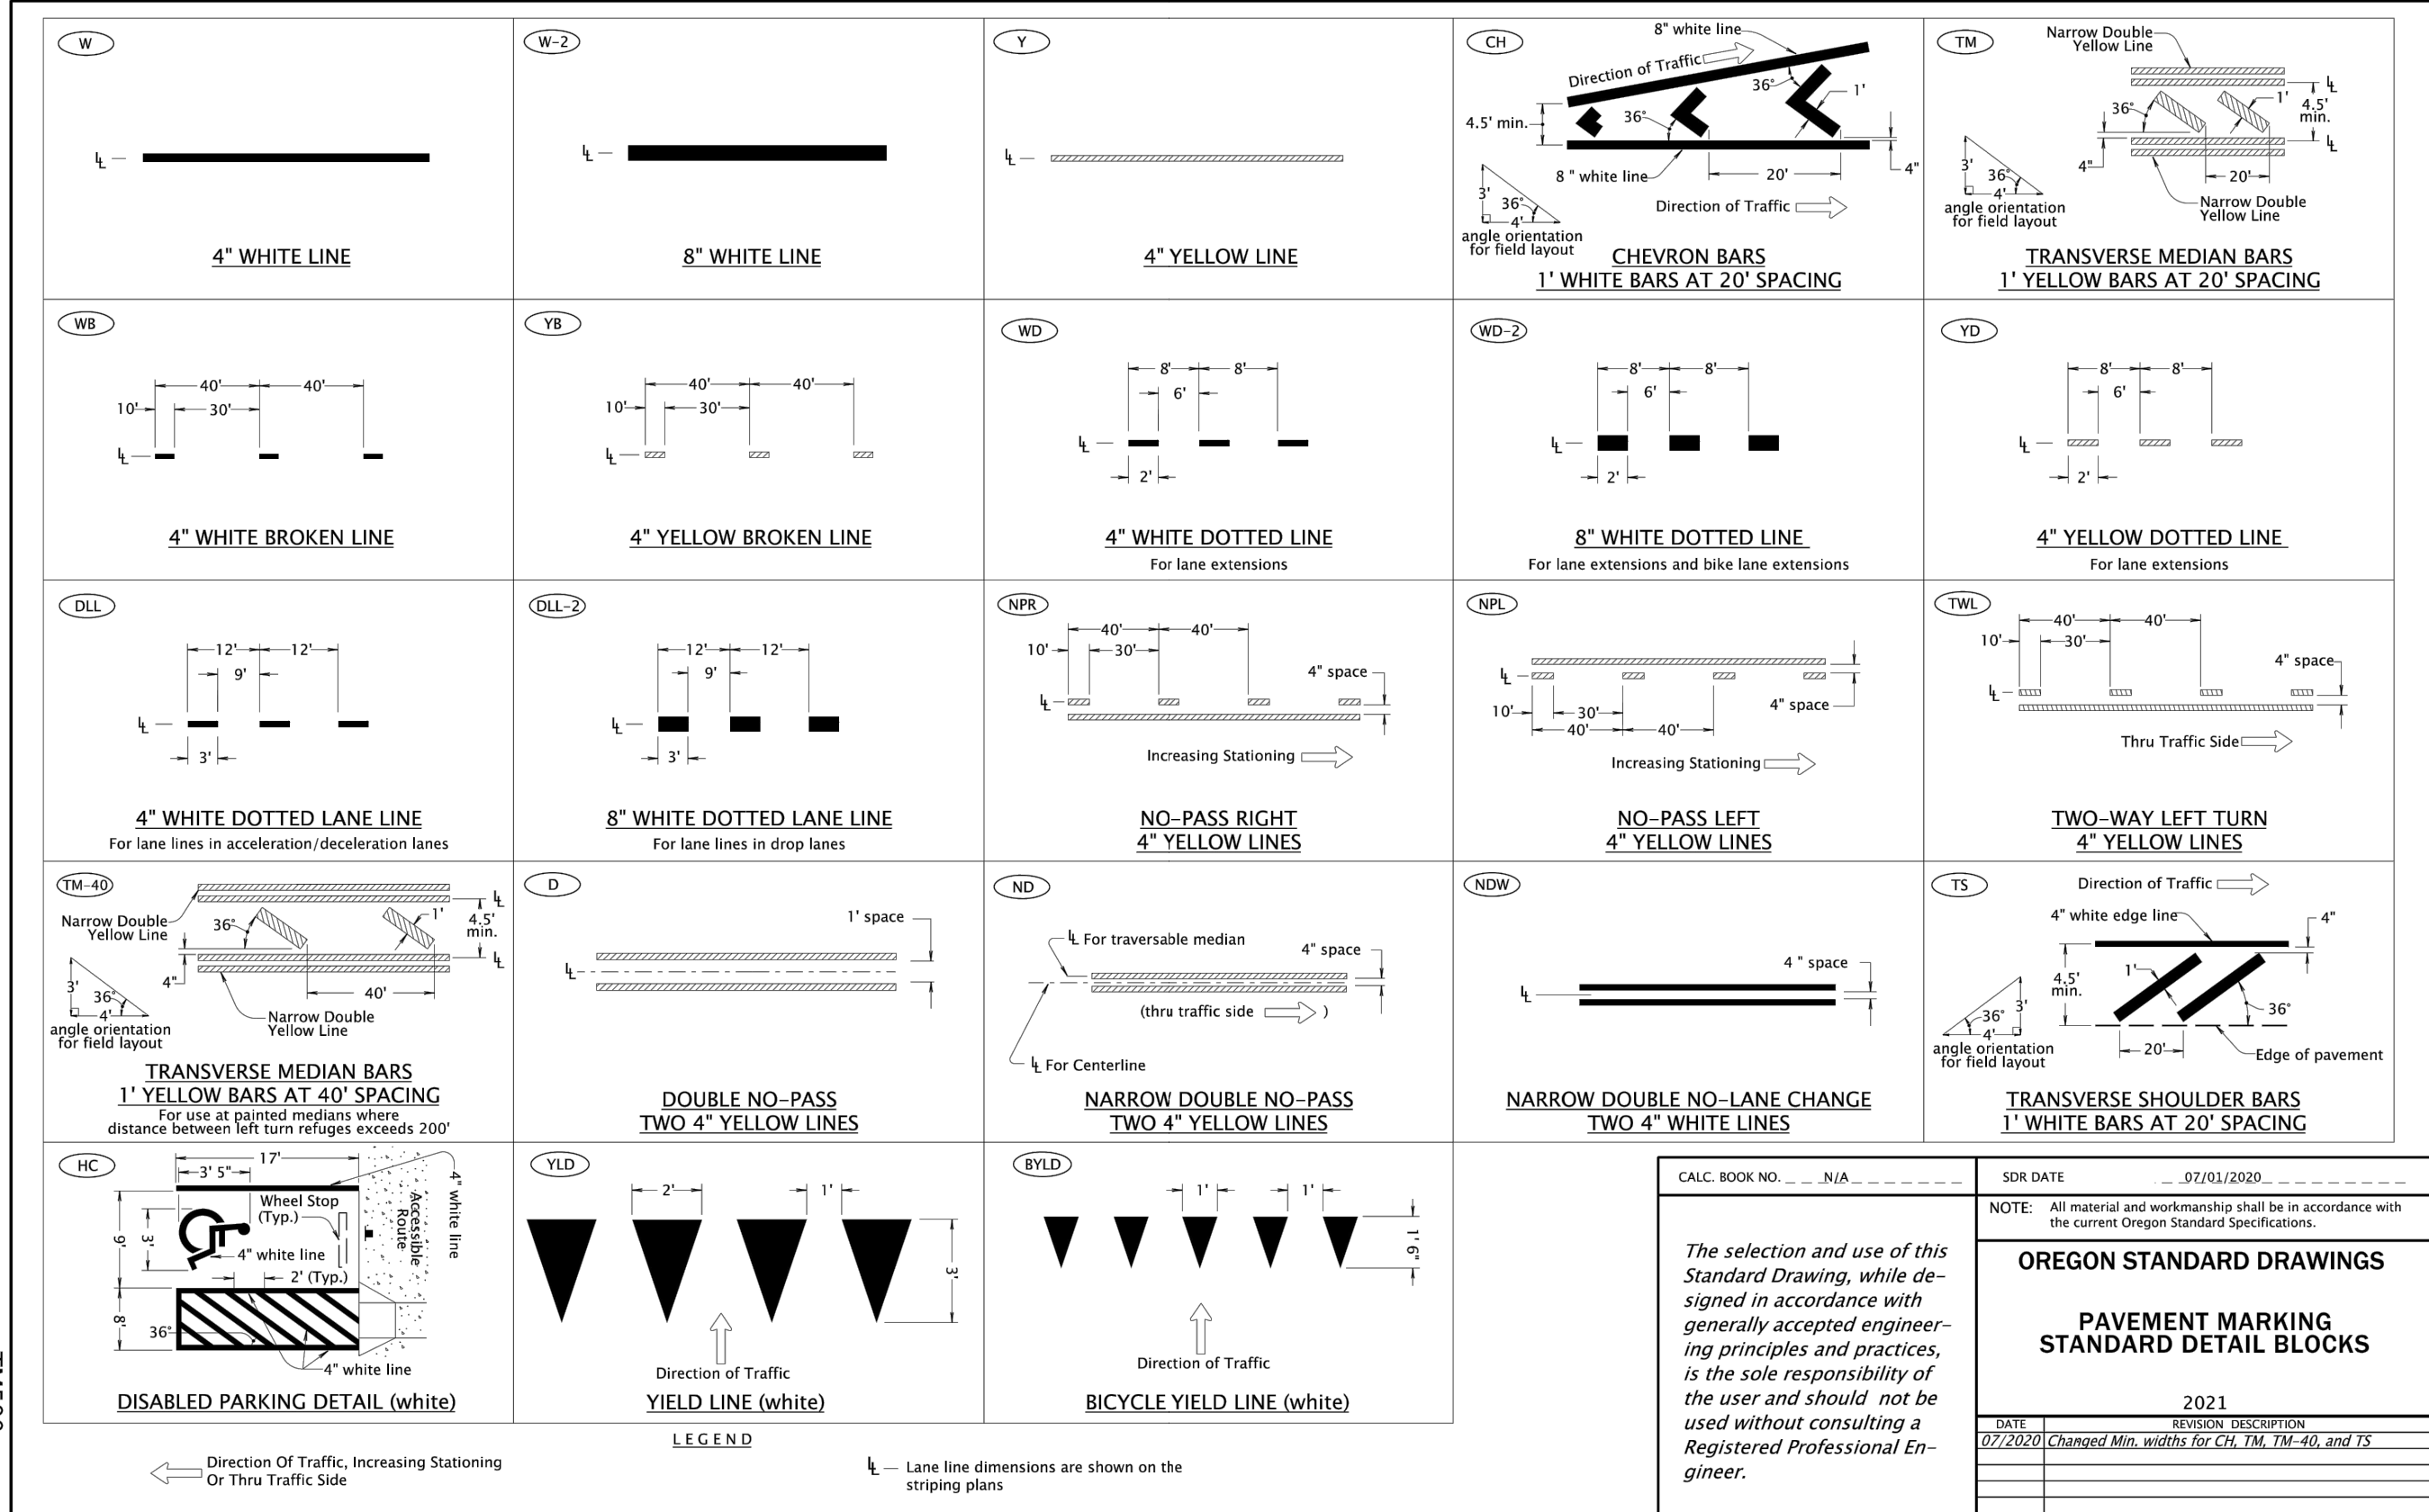 W
LL
4" WHITE LINE
W-2
LL
8" WHITE LINE
Y
LL
4" YELLOW LINE
CH
8" white line
Direction of Traffic
36°
1'
4.5' min.
36°
8 " white line
20'
4"
3'
36°
4'
Direction of Traffic
angle orientation
for field layout
CHEVRON BARS
1' WHITE BARS AT 20' SPACING
TM
Narrow Double
Yellow Line
LL
36°
1'
4.5'
min.
LL
3'
36°
4'
4"
20'
angle orientation
for field layout
Narrow Double
Yellow Line
TRANSVERSE MEDIAN BARS
1' YELLOW BARS AT 20' SPACING
WB
40'
40'
10'
30'
LL
4" WHITE BROKEN LINE
YB
40'
40'
10'
30'
LL
4" YELLOW BROKEN LINE
WD
8'
8'
6'
LL
2'
4" WHITE DOTTED LINE
For lane extensions
WD-2
8'
8'
6'
LL
2'
8" WHITE DOTTED LINE
For lane extensions and bike lane extensions
YD
8'
8'
6'
LL
2'
4" YELLOW DOTTED LINE
For lane extensions
DLL
12'
12'
9'
LL
3'
4" WHITE DOTTED LANE LINE
For lane lines in acceleration/deceleration lanes
DLL-2
12'
12'
9'
LL
3'
8" WHITE DOTTED LANE LINE
For lane lines in drop lanes
NPR
40'
40'
10'
30'
4" space
LL
Increasing Stationing
NO-PASS RIGHT
4" YELLOW LINES
NPL
LL
10'
30'
4" space
40'
40'
Increasing Stationing
NO-PASS LEFT
4" YELLOW LINES
TWL
40'
40'
10'
30'
4" space
LL
Thru Traffic Side
TWO-WAY LEFT TURN
4" YELLOW LINES
TM-40
LL
Narrow Double
Yellow Line
36°
1'
4.5'
min.
LL
4"
3'
36°
4'
40'
angle orientation
for field layout
Narrow Double
Yellow Line
TRANSVERSE MEDIAN BARS
1' YELLOW BARS AT 40' SPACING
For use at painted medians where
distance between left turn refuges exceeds 200'
D
1' space
LL
DOUBLE NO-PASS
TWO 4" YELLOW LINES
ND
LL For traversable median
4" space
(thru traffic side )
LL For Centerline
NARROW DOUBLE NO-PASS
TWO 4" YELLOW LINES
NDW
4 " space
LL
NARROW DOUBLE NO-LANE CHANGE
TWO 4" WHITE LINES
TS
Direction of Traffic
4" white edge line
4"
1'
4.5'
min.
3'
36°
4'
36°
20'
angle orientation
for field layout
Edge of pavement
TRANSVERSE SHOULDER BARS
1' WHITE BARS AT 20' SPACING
HC
17'
3' 5"
Wheel Stop
(Typ.)
Accessible
Route
4" white line
9'
3'
4" white line
2' (Typ.)
8'
36°
4" white line
DISABLED PARKING DETAIL (white)
YLD
2'
1'
3'
Direction of Traffic
YIELD LINE (white)
BYLD
1'
1'
1' 6"
Direction of Traffic
BICYCLE YIELD LINE (white)
LEGEND
Direction Of Traffic, Increasing Stationing
Or Thru Traffic Side
LL Lane line dimensions are shown on the
striping plans
CALC. BOOK NO. N/A
SDR DATE 07/01/2020
NOTE: All material and workmanship shall be in accordance with
the current Oregon Standard Specifications.
The selection and use of this
Standard Drawing, while de-
signed in accordance with
generally accepted engineer-
ing principles and practices,
is the sole responsibility of
the user and should not be
used without consulting a
Registered Professional En-
gineer.
OREGON STANDARD DRAWINGS
PAVEMENT MARKING
STANDARD DETAIL BLOCKS
2021
DATE REVISION DESCRIPTION
07/2020 Changed Min. widths for CH, TM, TM-40, and TS